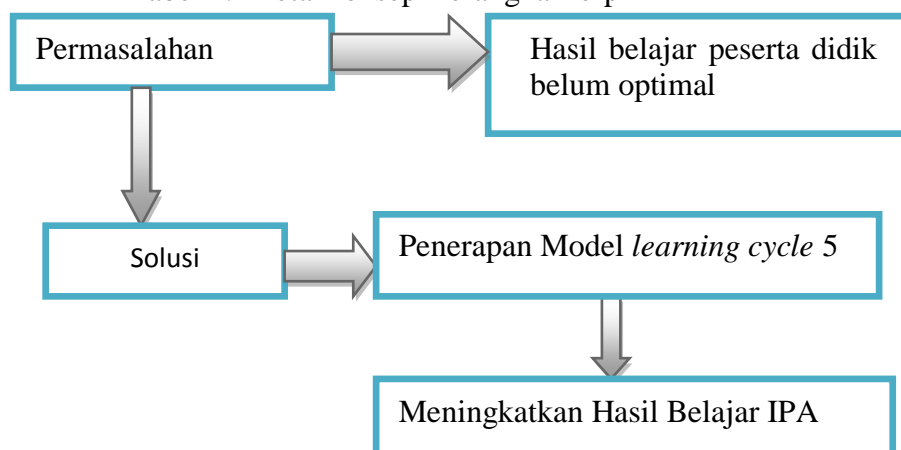 Permasalahan
Hasil belajar peserta didik
belum optimal
Solusi
Penerapan Model learning cycle 5
Meningkatkan Hasil Belajar IPA